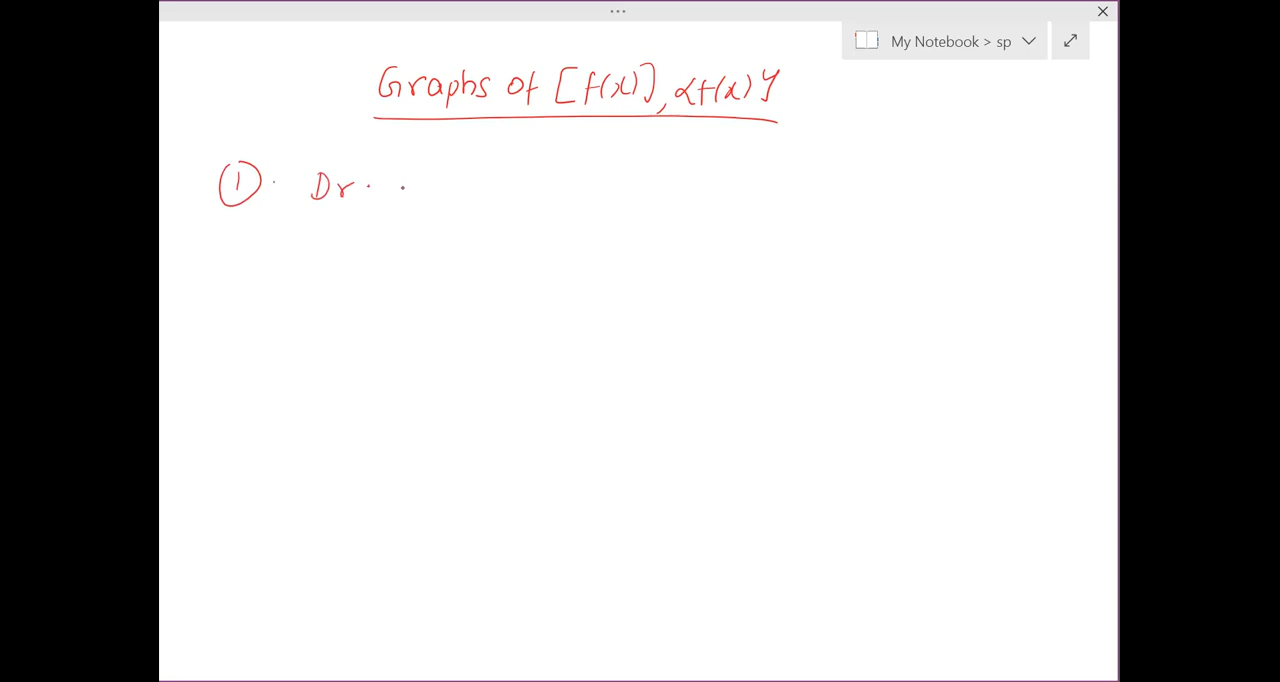 My Notebook > sp
Graphs of [f(x)], {f(x)}
①. Dr.